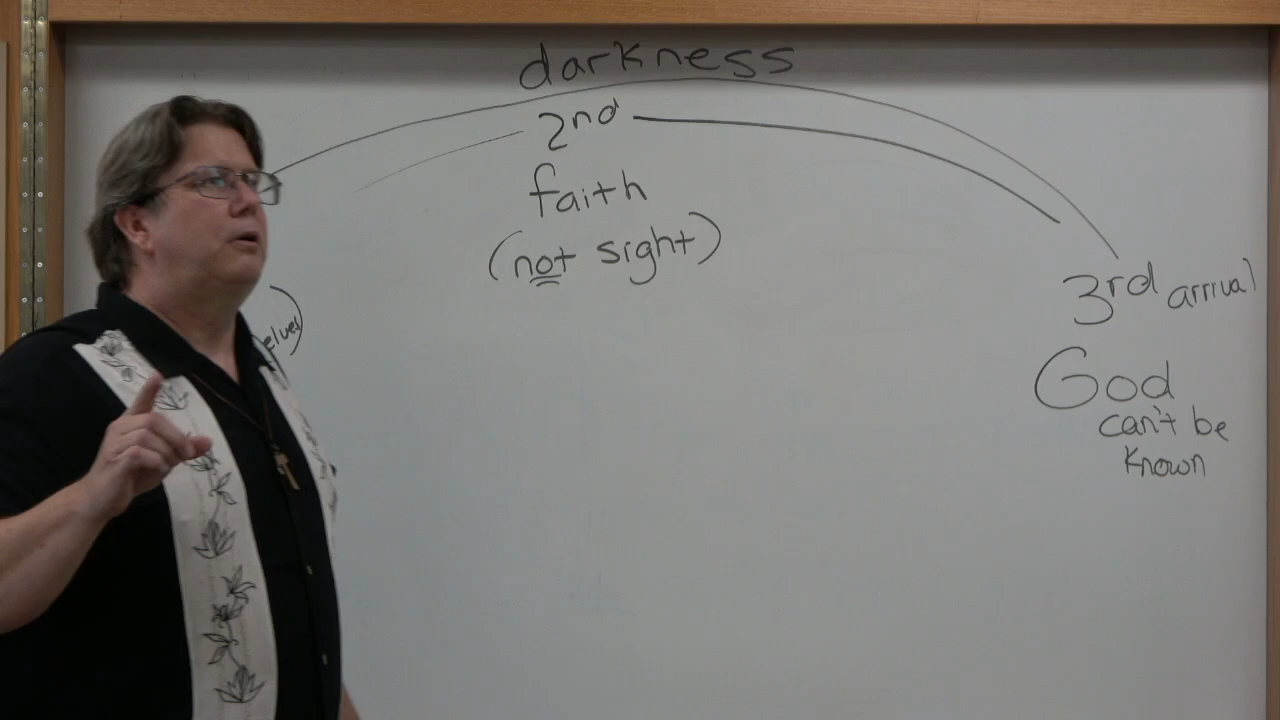 darkness
2nd
faith
(not sight)
3rd arrival
God
can't be
known